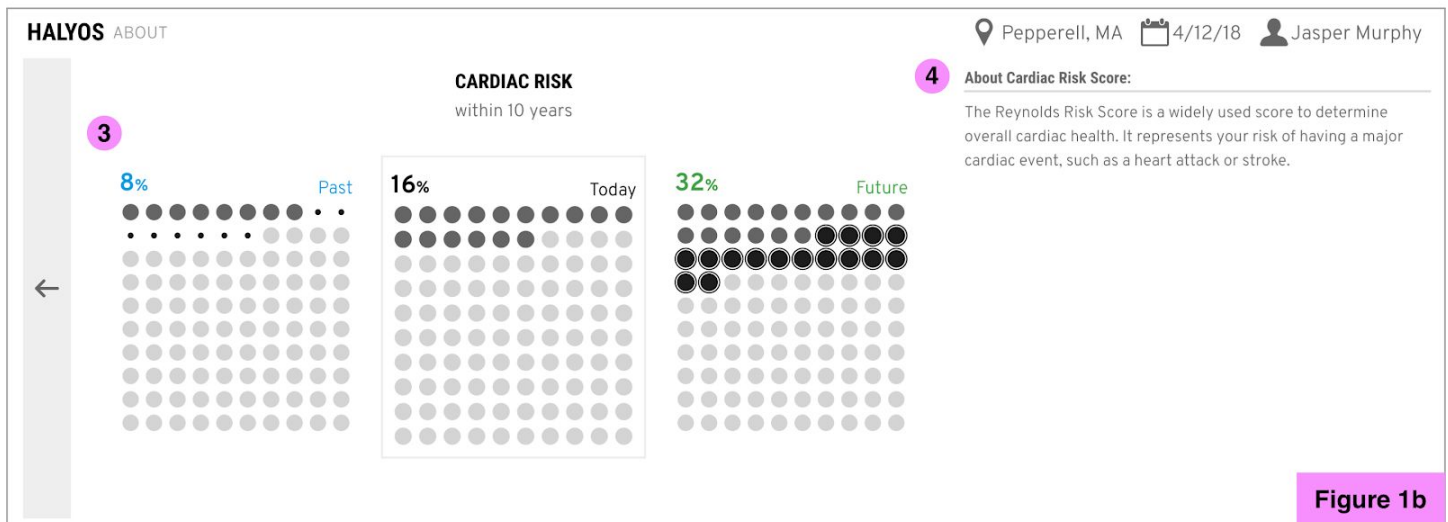 HALYOS ABOUT
Pepperell, MA 4/12/18 Jasper Murphy
CARDIAC RISK
within 10 years
3
8% Past
16% Today
32% Future
4
About Cardiac Risk Score:
The Reynolds Risk Score is a widely used score to determine
overall cardiac health. It represents your risk of having a major
cardiac event, such as a heart attack or stroke.
Figure 1b